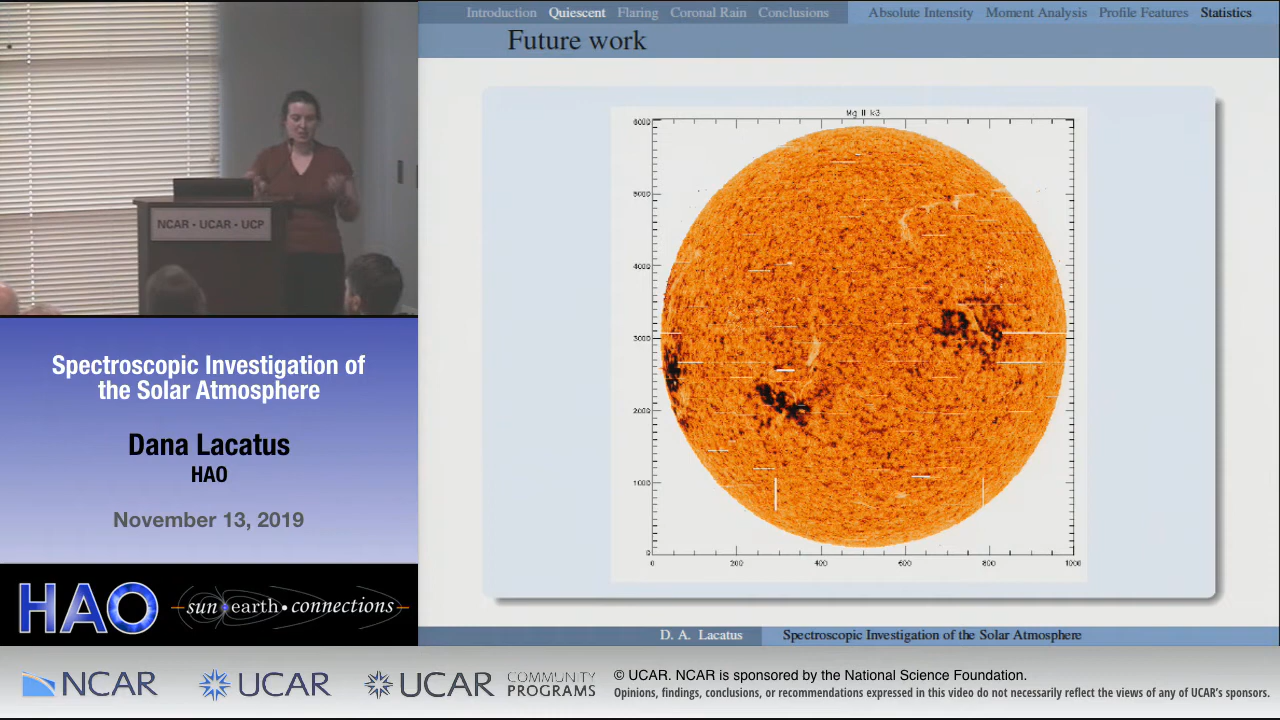 Introduction Quiescent Flaring Coronal Rain Conclusions Absolute Intensity Moment Analysis Profile Features Statistics
Future work
NCAR • UCAR • UCP
Mg II k3
6000
5000
4000
3000
2000
1000
0
0 200 400 600 800 1000
Spectroscopic Investigation of
the Solar Atmosphere
Dana Lacatus
HAO
November 13, 2019
HAO
sun earth • connections
D. A. Lacatus Spectroscopic Investigation of the Solar Atmosphere
NCAR
UCAR
UCAR
COMMUNITY
PROGRAMS
© UCAR. NCAR is sponsored by the National Science Foundation.
Opinions, findings, conclusions, or recommendations expressed in this video do not necessarily reflect the views of any of UCAR's sponsors.